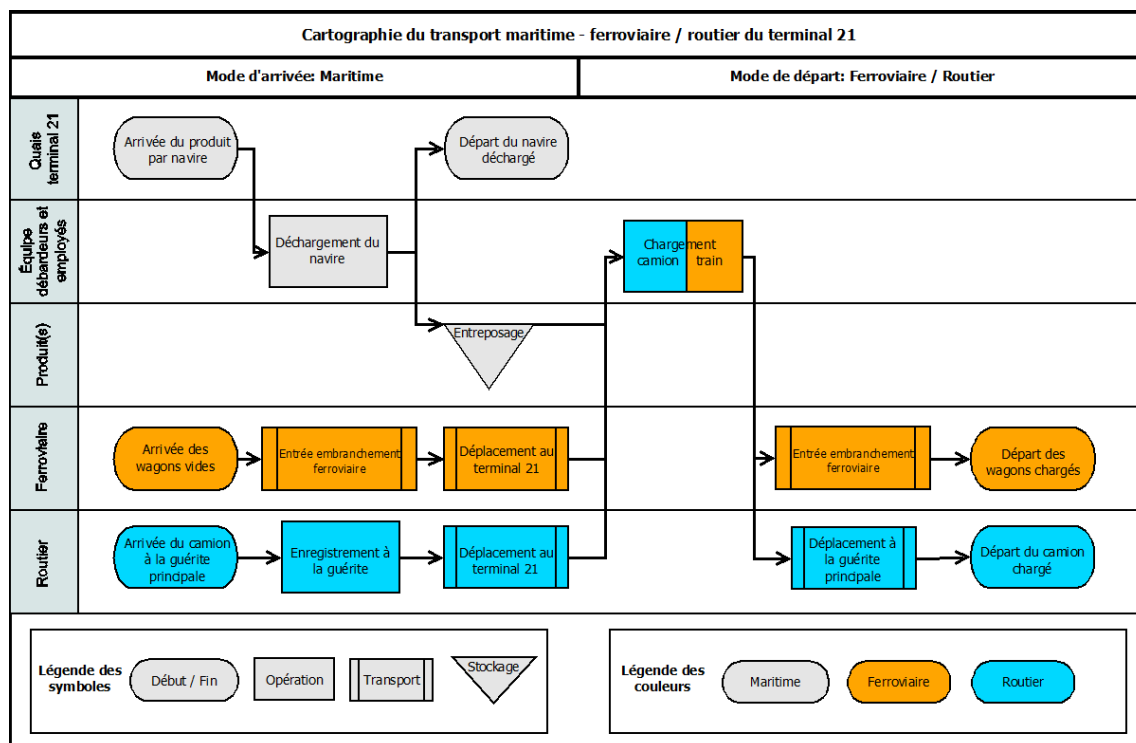 Cartographie du transport maritime - ferroviaire / routier du terminal 21
Mode d'arrivée: Maritime
Mode de départ: Ferroviaire / Routier
Quais
terminal 21
Arrivée du produit
par navire
Départ du navire
déchargé
Équipe
débardeurs et
employés
Déchargement du
navire
Chargement
camion train
Produit(s)
Entreposage
Ferroviaire
Arrivée des
wagons vides
Entrée embranchement
ferroviaire
Déplacement au
terminal 21
Entrée embranchement
ferroviaire
Départ des
wagons chargés
Routier
Arrivée du camion
à la guérite
principale
Enregistrement à
la guérite
Déplacement au
terminal 21
Déplacement à
la guérite
principale
Départ du camion
chargé
Légende des
symboles
Début / Fin
Opération
Transport
Stockage
Légende des
couleurs
Maritime
Ferroviaire
Routier